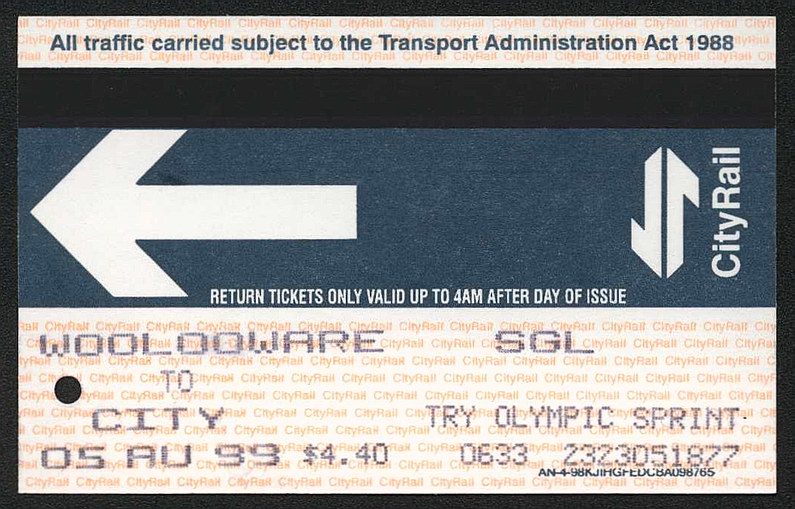 All traffic carried subject to the Transport Administration Act 1988
CityRail
RETURN TICKETS ONLY VALID UP TO 4AM AFTER DAY OF ISSUE
WOOLOOWARE SGL
TO
CITY TRY OLYMPIC SPRINT.
05 AU 99 $4.40 0633 2323051877
AN-4-98KJIHGFEDCBA098765